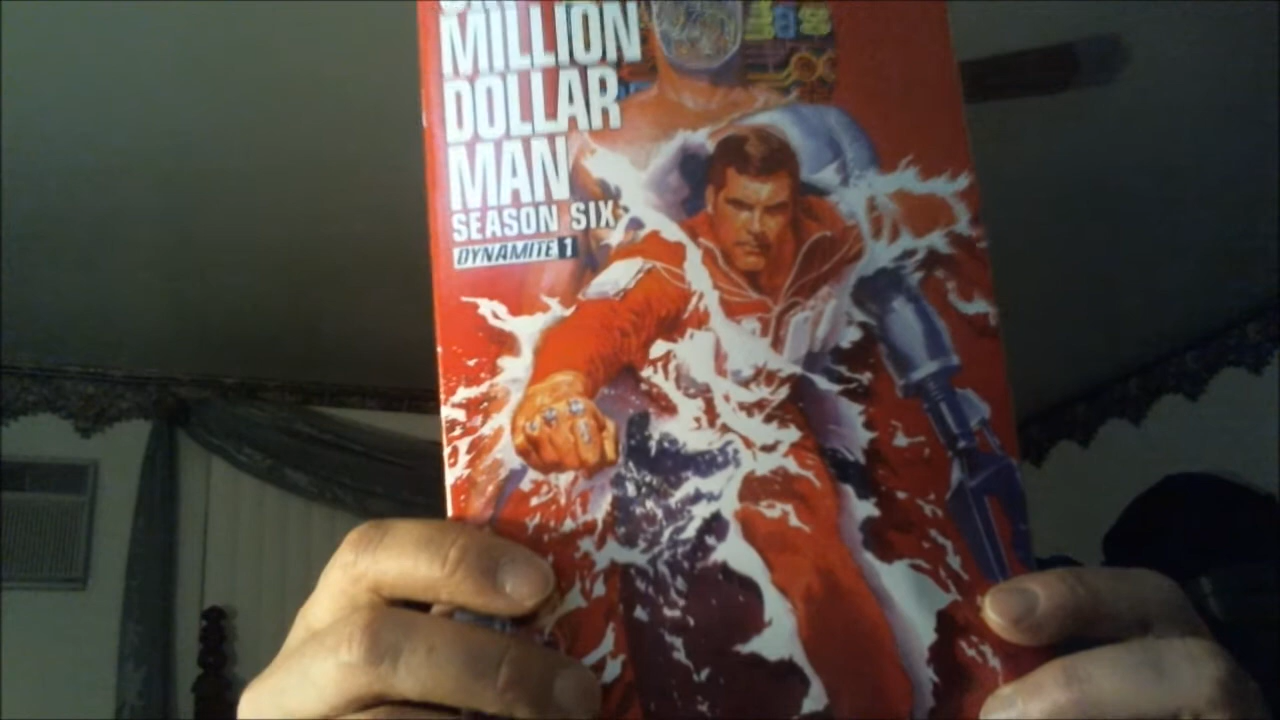 MILLION
DOLLAR
MAN
SEASON SIX
DYNAMITE 1